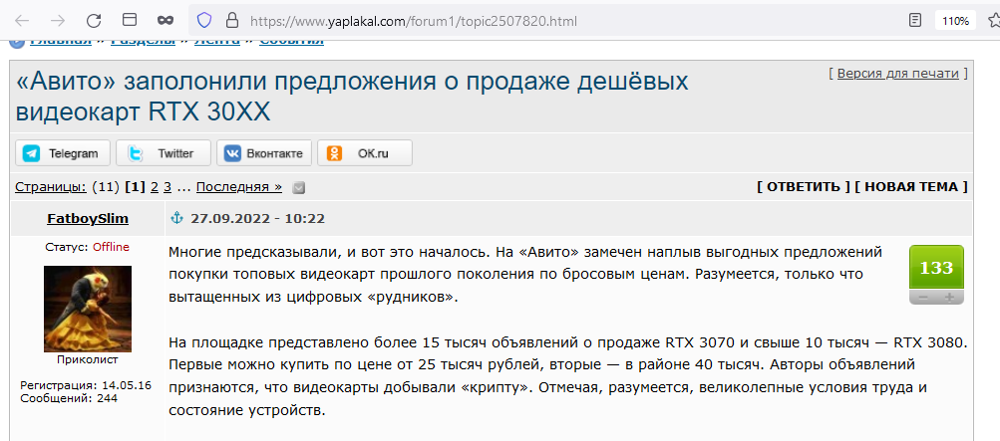 https://www.yaplakal.com/forum1/topic2507820.html
110%
Главная » Разделы » Лента » События
«Авито» заполонили предложения о продаже дешёвых
видеокарт RTX 30XX
[ Версия для печати ]
Telegram
Twitter
Вконтакте
OK.ru
Страницы: (11) [1] 2 3 ... Последняя »
[ ОТВЕТИТЬ ] [ НОВАЯ ТЕМА ]
FatboySlim
27.09.2022 - 10:22
Статус: Offline
Приколист
Регистрация: 14.05.16
Сообщений: 244
Многие предсказывали, и вот это началось. На «Авито» замечен наплыв выгодных предложений
покупки топовых видеокарт прошлого поколения по бросовым ценам. Разумеется, только что
вытащенных из цифровых «рудников».
133
− +
На площадке представлено более 15 тысяч объявлений о продаже RTX 3070 и свыше 10 тысяч — RTX 3080.
Первые можно купить по цене от 25 тысяч рублей, вторые — в районе 40 тысяч. Авторы объявлений
признаются, что видеокарты добывали «крипту». Отмечая, разумеется, великолепные условия труда и
состояние устройств.